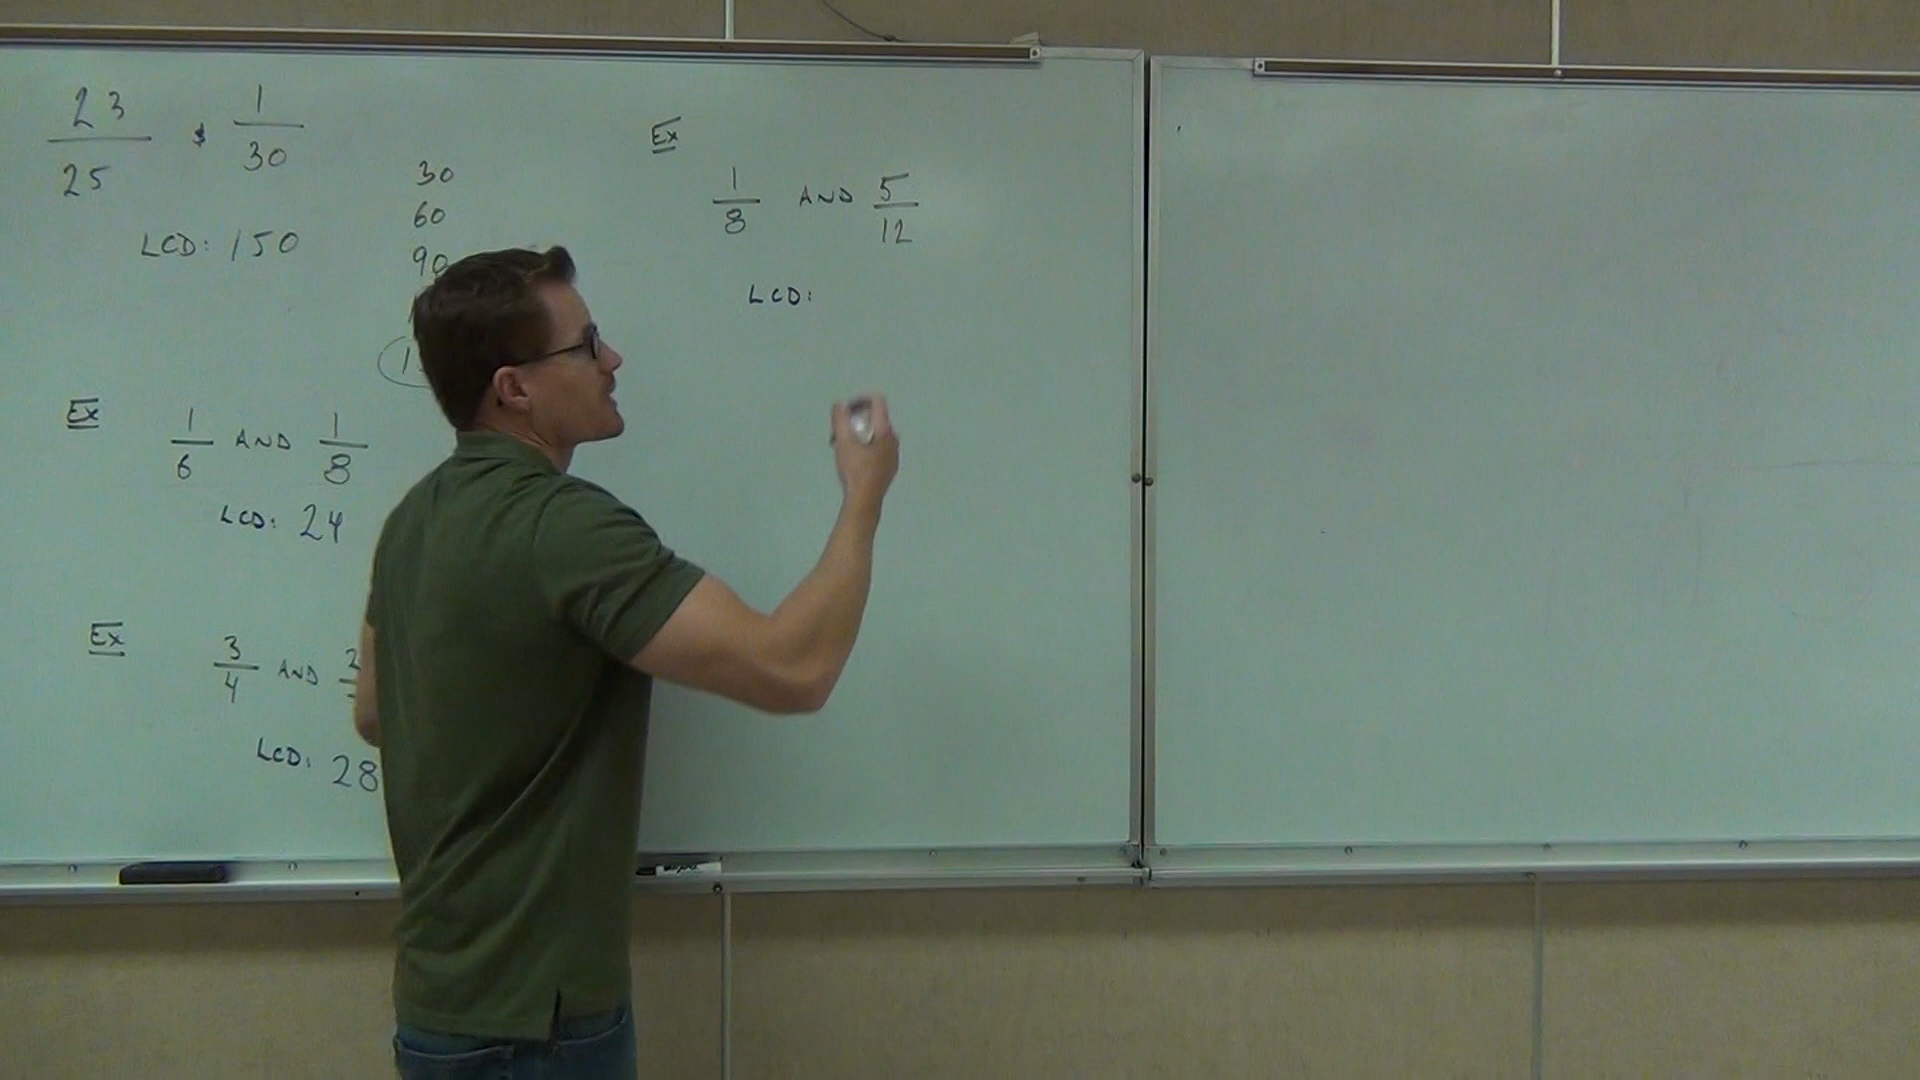 23/25 & 1/30
LCD: 150
30
60
90
Ex
1/6 AND 1/8
LCD: 24
Ex
3/4 AND 2
LCD: 28
Ex
1/8 AND 5/12
LCD: